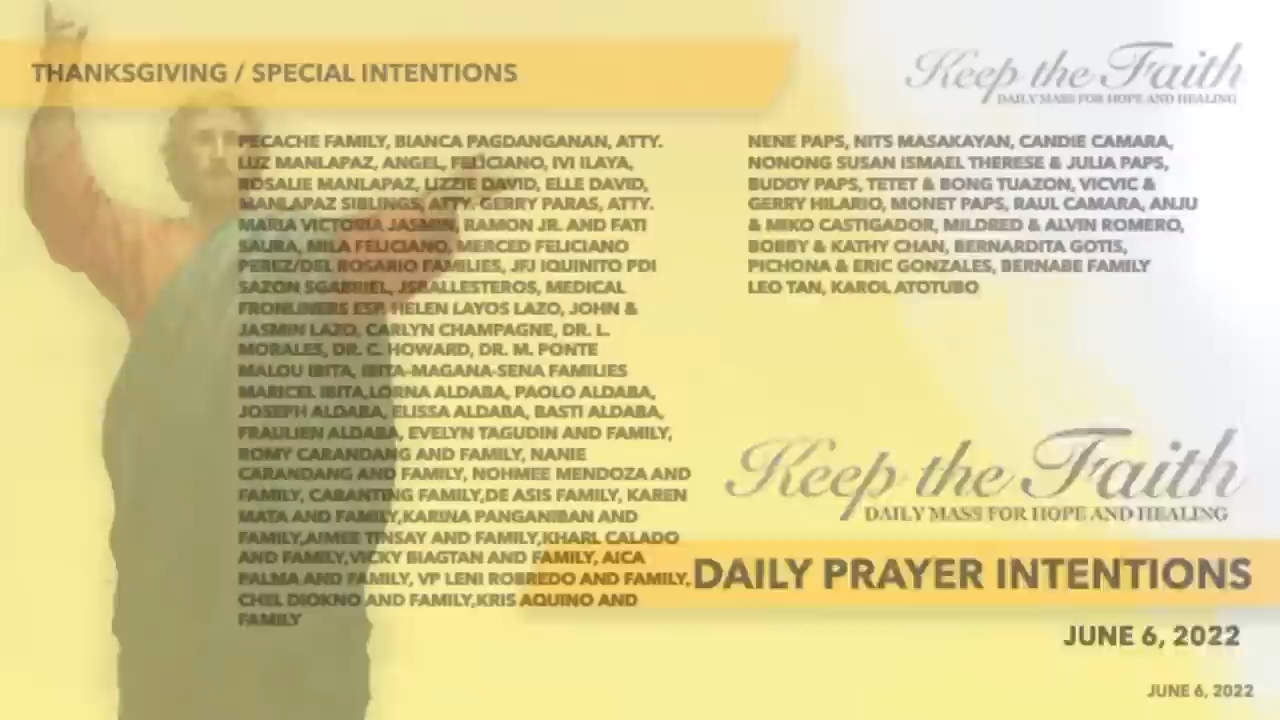 THANKSGIVING / SPECIAL INTENTIONS
Keep the Faith
DAILY MASS FOR HOPE AND HEALING
PECACHE FAMILY, BIANCA PAGDANGANAN, ATTY.
LUZ MANLAPAZ, ANGEL, FELICIANO, IVI ILAYA,
ROSALIE MANLAPAZ, LIZZIE DAVID, ELLE DAVID,
MANLAPAZ SIBLINGS, ATTY. GERRY PARAS, ATTY.
MARIA VICTORIA JASMIN, RAMON JR. AND FATI
SAURA, MILA FELICIANO, MERCED FELICIANO
PEREZ/DEL ROSARIO FAMILIES, JFJ IQUINITO PDI
SAZON SGABRIEL, JSBALLESTEROS, MEDICAL
FRONLINERS ESP. HELEN LAYOS LAZO, JOHN &
JASMIN LAZO, CARLYN CHAMPAGNE, DR. L.
MORALES, DR. C. HOWARD, DR. M. PONTE
MALOU IBITA, IBITA-MAGANA-SENA FAMILIES
MARICEL IBITA,LORNA ALDABA, PAOLO ALDABA,
JOSEPH ALDABA, ELISSA ALDABA, BASTI ALDABA,
FRAULIEN ALDABA, EVELYN TAGUDIN AND FAMILY,
ROMY CARANDANG AND FAMILY, NANIE
CARANDANG AND FAMILY, NOHMEE MENDOZA AND
FAMILY, CABANTING FAMILY,DE ASIS FAMILY, KAREN
MATA AND FAMILY,KARINA PANGANIBAN AND
FAMILY,AIMEE TINSAY AND FAMILY,KHARL CALADO
AND FAMILY,VICKY BIAGTAN AND FAMILY, AICA
PALMA AND FAMILY, VP LENI ROBREDO AND FAMILY,
CHEL DIOKNO AND FAMILY,KRIS AQUINO AND
FAMILY
NENE PAPS, NITS MASAKAYAN, CANDIE CAMARA,
NONONG SUSAN ISMAEL THERESE & JULIA PAPS,
BUDDY PAPS, TETET & BONG TUAZON, VICVIC &
GERRY HILARIO, MONET PAPS, RAUL CAMARA, ANJU
& MIKO CASTIGADOR, MILDRED & ALVIN ROMERO,
BOBBY & KATHY CHAN, BERNARDITA GOTIS,
PICHONA & ERIC GONZALES, BERNABE FAMILY
LEO TAN, KAROL ATOTUBO
Keep the Faith
DAILY MASS FOR HOPE AND HEALING
DAILY PRAYER INTENTIONS
JUNE 6, 2022
JUNE 6, 2022